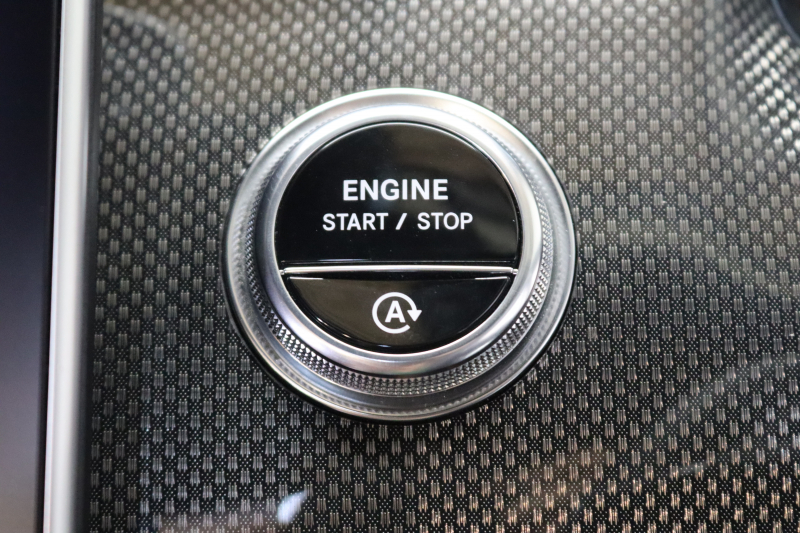 ENGINE
START / STOP
A